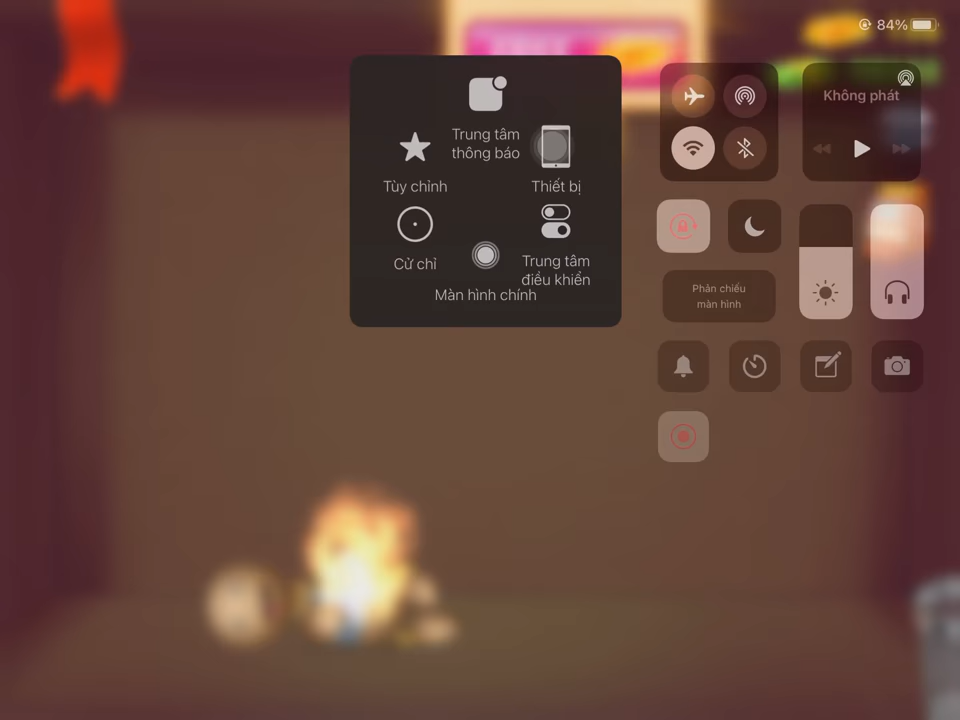 84%
Trung tâm
thông báo
Tùy chỉnh
Thiết bị
Cử chỉ
Trung tâm
điều khiển
Màn hình chính
Không phát
Phản chiếu
màn hình